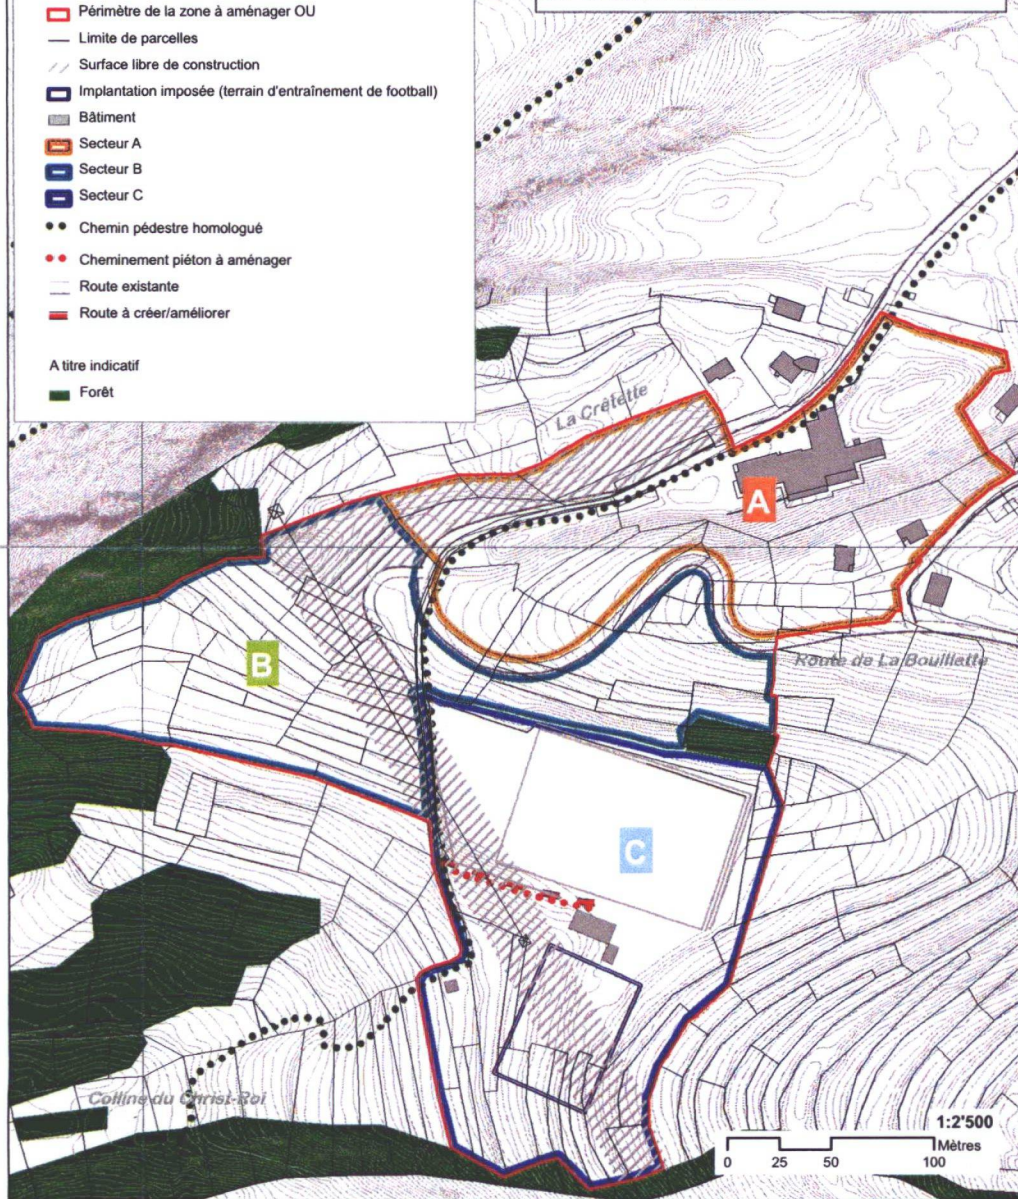 Périmètre de la zone à aménager OU
Limite de parcelles
Surface libre de construction
Implantation imposée (terrain d'entraînement de football)
Bâtiment
Secteur A
Secteur B
Secteur C
Chemin pédestre homologué
Cheminement piéton à aménager
Route existante
Route à créer/améliorer
A titre indicatif
Forêt
La Crêtette
A
B
Route de La Bouillette
C
Colline du Christ-Roi
1:2'500
Mètres
0 25 50 100